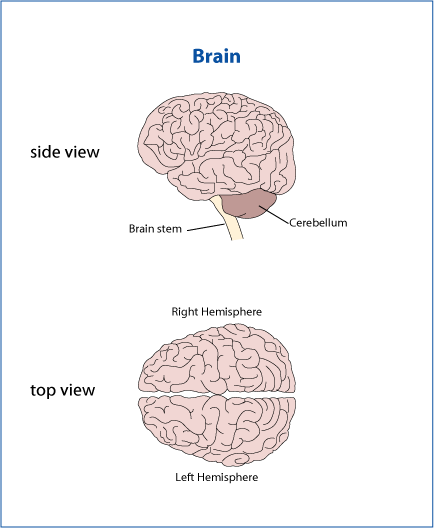 Brain
side view
Brain stem
Cerebellum
Right Hemisphere
top view
Left Hemisphere